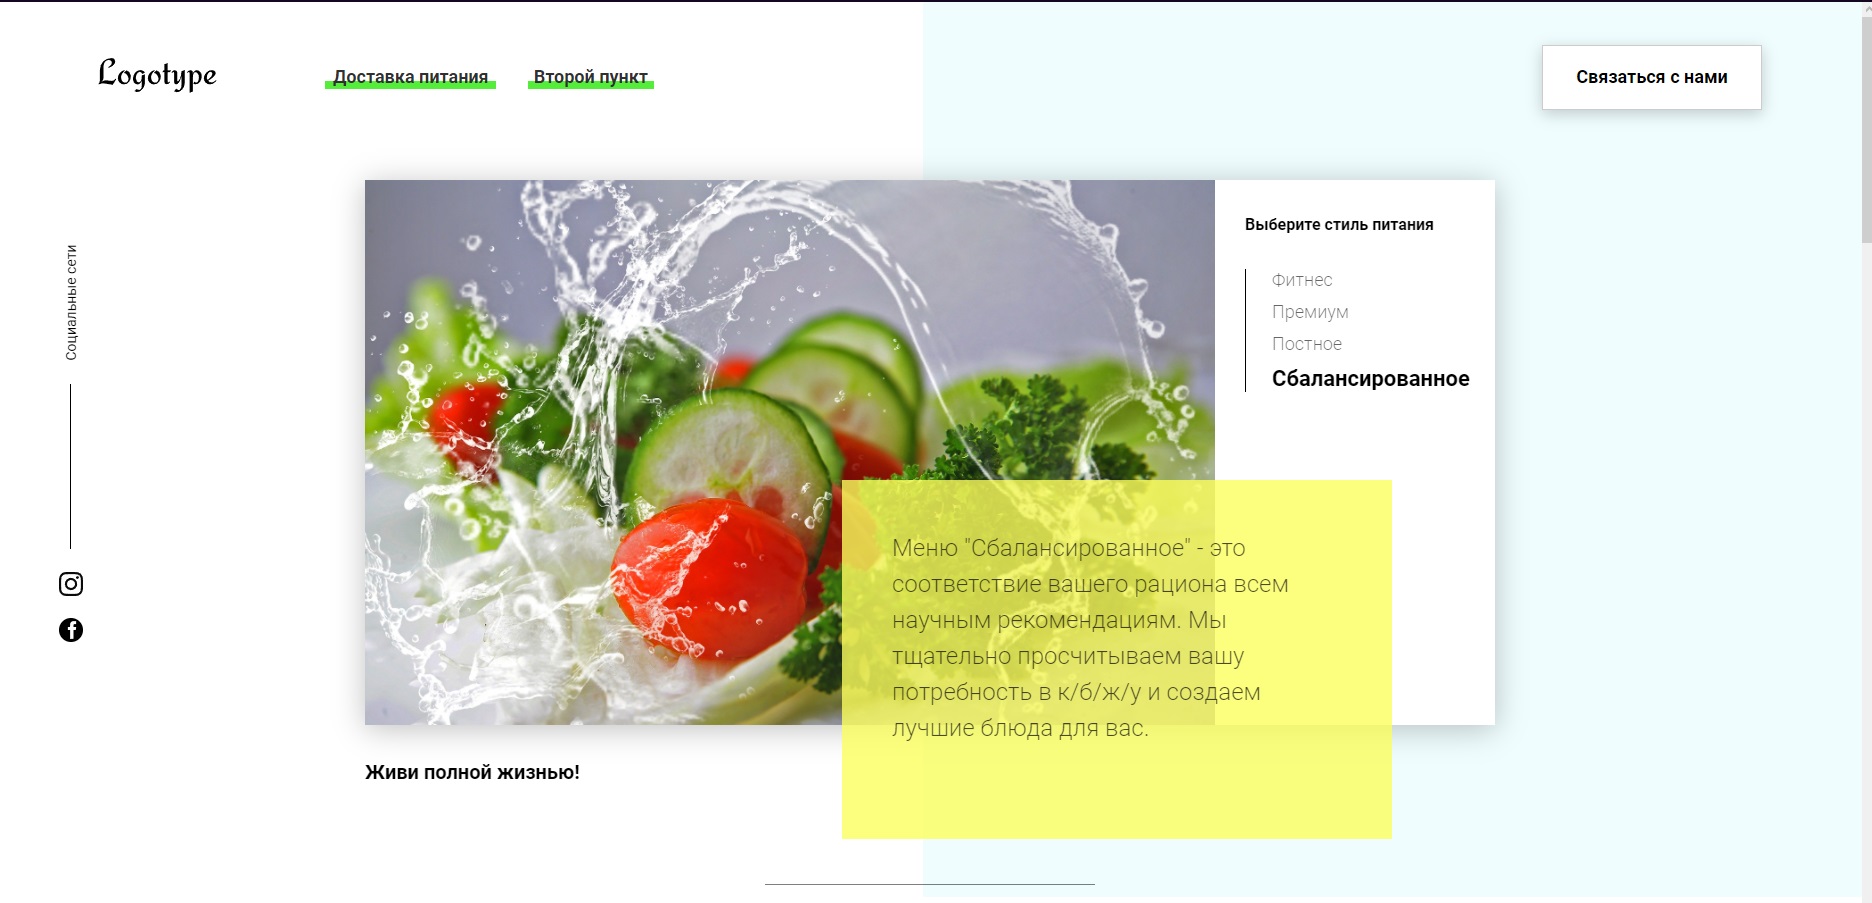 Logotype
Доставка питания
Второй пункт
Связаться с нами
Социальные сети
Выберите стиль питания
Фитнес
Премиум
Постное
Сбалансированное
Меню "Сбалансированное" - это
соответствие вашего рациона всем
научным рекомендациям. Мы
тщательно просчитываем вашу
потребность в к/б/ж/у и создаем
лучшие блюда для вас.
Живи полной жизнью!